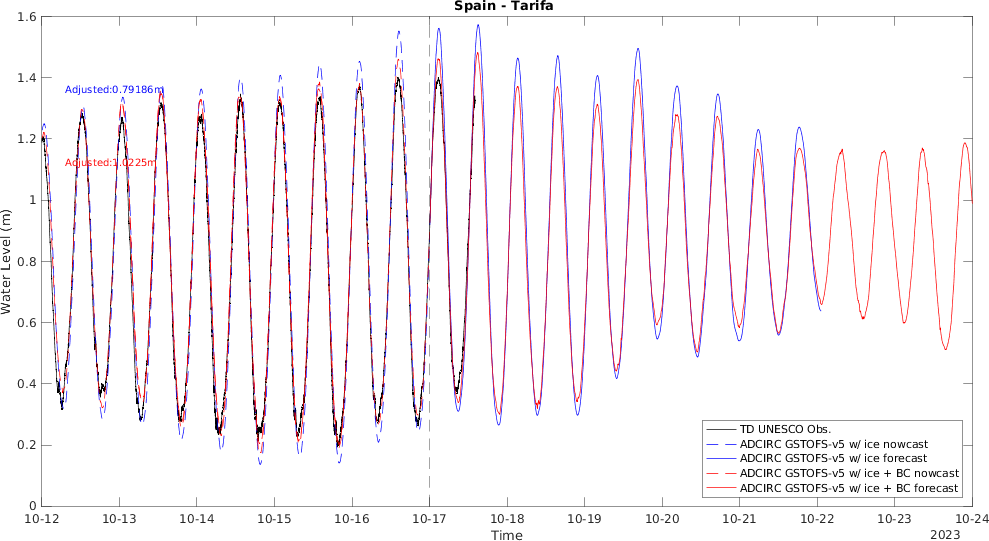 Spain - Tarifa
1.6
1.4
1.2
1
0.8
0.6
0.4
0.2
0
Water Level (m)
Adjusted:0.79186m
Adjusted:1.0225m
TD UNESCO Obs.
ADCIRC GSTOFS-v5 w/ ice nowcast
ADCIRC GSTOFS-v5 w/ ice forecast
ADCIRC GSTOFS-v5 w/ ice + BC nowcast
ADCIRC GSTOFS-v5 w/ ice + BC forecast
10-12 10-13 10-14 10-15 10-16 10-17 10-18 10-19 10-20 10-21 10-22 10-23 10-24
Time
2023